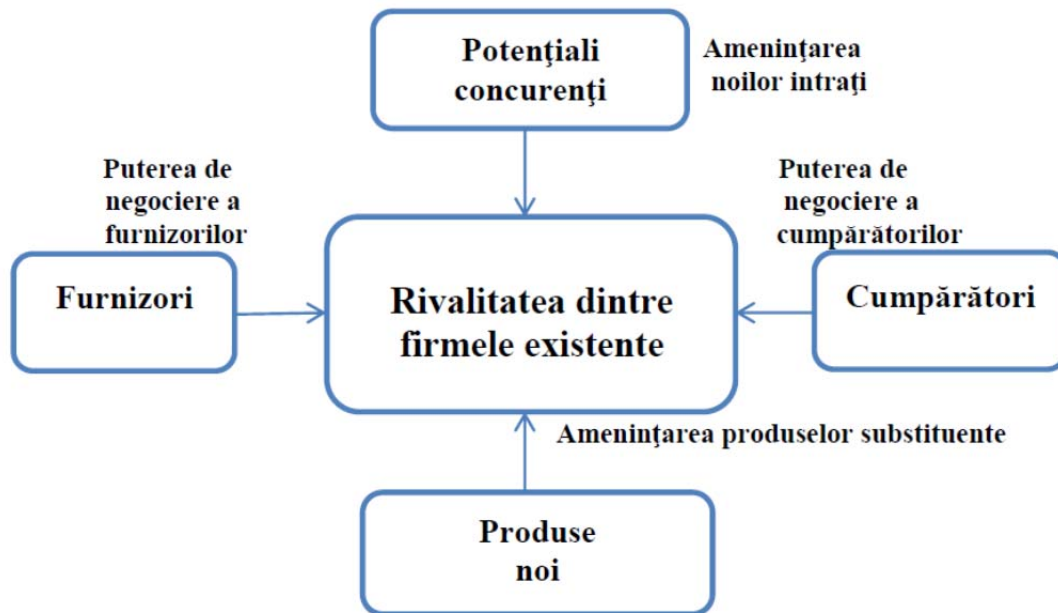 Potenţiali
concurenţi
Ameninţarea
noilor intraţi
Puterea de
negociere a
furnizorilor
Puterea de
negociere a
cumpărătorilor
Furnizori
Rivalitatea dintre
firmele existente
Cumpărători
Ameninţarea produselor substituente
Produse
noi